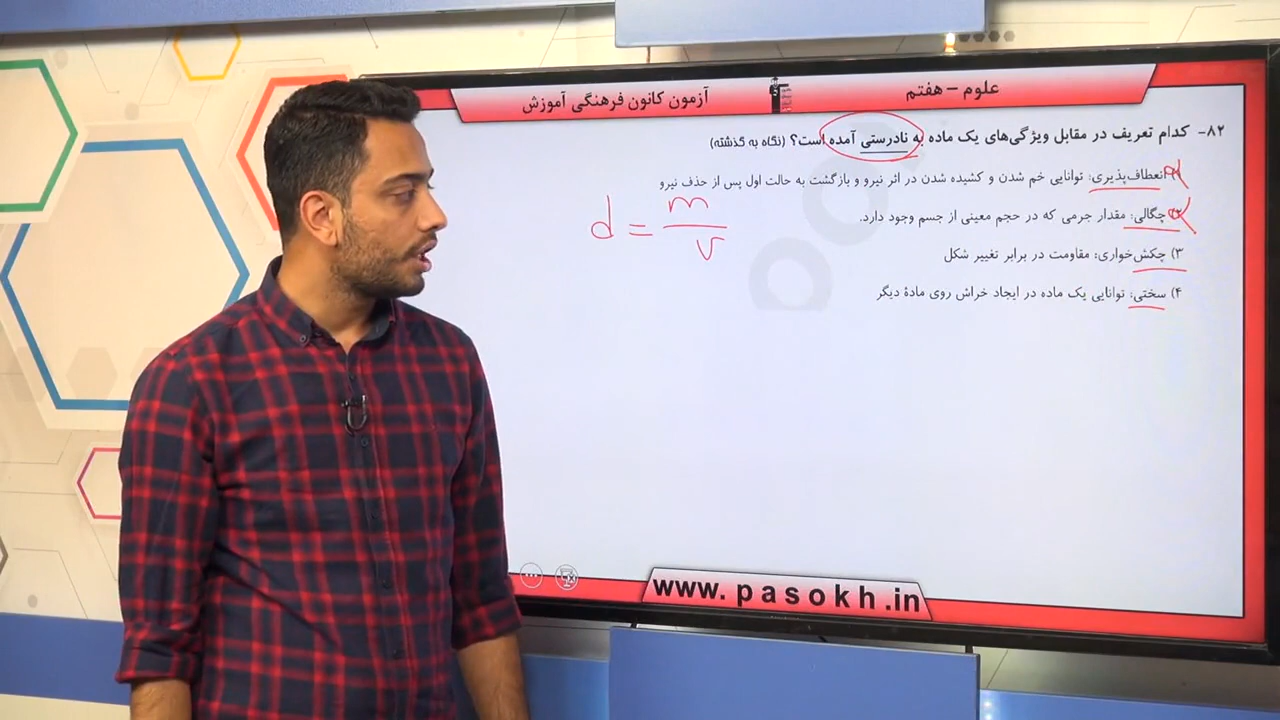 علوم - هفتم
آزمون کانون فرهنگی آموزش
۸۲- کدام تعریف در مقابل ویژگی‌های یک ماده به نادرستی آمده است؟ (نگاه به گذشته)
انعطاف‌پذیری: توانایی خم شدن و کشیده شدن در اثر نیرو و بازگشت به حالت اول پس از حذف نیرو
چگالی: مقدار جرمی که در حجم معینی از جسم وجود دارد.
۳) چکش‌خواری: مقاومت در برابر تغییر شکل
۴) سختی: توانایی یک ماده در ایجاد خراش روی مادهٔ دیگر
d = m
v
www.pasokh.in